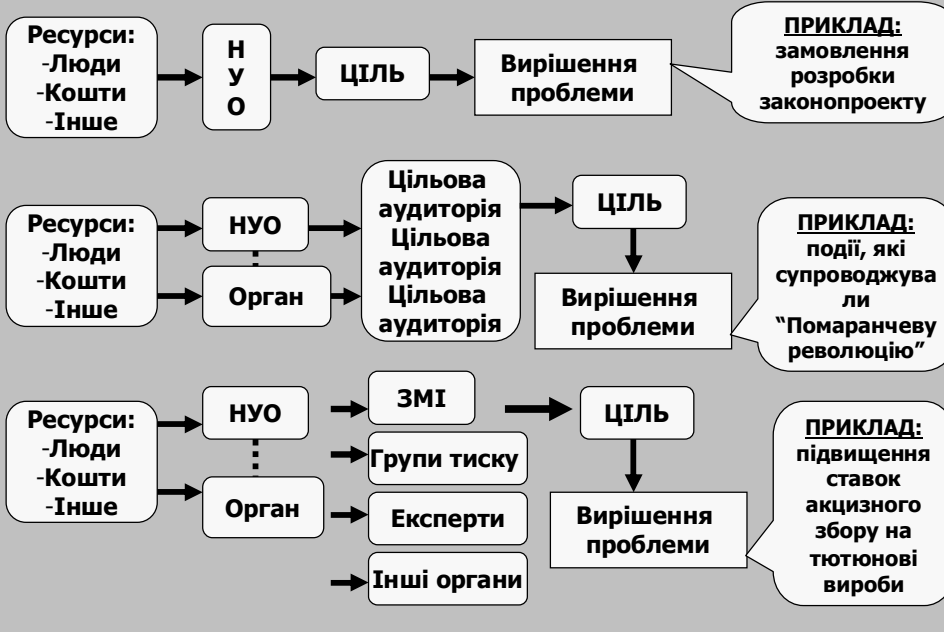 Ресурси:
-Люди
-Кошти
-Інше
Н
У
О
ЦІЛЬ
Вирішення
проблеми
ПРИКЛАД:
замовлення
розробки
законопроекту
Ресурси:
-Люди
-Кошти
-Інше
НУО
Орган
Цільова
аудиторія
Цільова
аудиторія
Цільова
аудиторія
ЦІЛЬ
Вирішення
проблеми
ПРИКЛАД:
події, які
супроводжува
ли
“Помаранчеву
революцію”
Ресурси:
-Люди
-Кошти
-Інше
НУО
Орган
ЗМІ
Групи тиску
Експерти
Інші органи
ЦІЛЬ
Вирішення
проблеми
ПРИКЛАД:
підвищення
ставок
акцизного
збору на
тютюнові
вироби